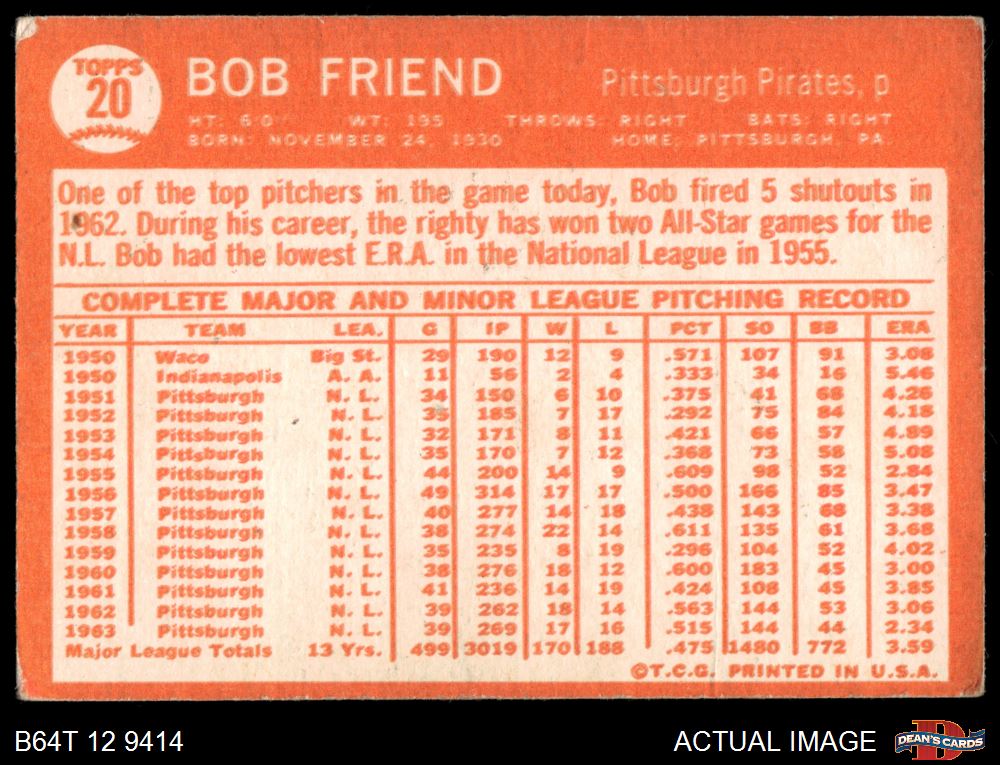 TOPPS
20
BOB FRIEND Pittsburgh Pirates, p
HT: 6'0" WT: 195 THROWS: RIGHT BATS: RIGHT
BORN: NOVEMBER 24, 1930 HOME: PITTSBURGH, PA.
One of the top pitchers in the game today, Bob fired 5 shutouts in
1962. During his career, the righty has won two All-Star games for the
N.L. Bob had the lowest E.R.A. in the National League in 1955.
COMPLETE MAJOR AND MINOR LEAGUE PITCHING RECORD
YEAR TEAM LEA. G IP W L PCT SO BB ERA
1950 Waco Big St. 29 190 12 9 .571 107 91 3.08
1950 Indianapolis A. A. 11 56 2 4 .333 34 16 5.46
1951 Pittsburgh N. L. 34 150 6 10 .375 41 68 4.26
1952 Pittsburgh N. L. 35 185 7 17 .292 75 84 4.18
1953 Pittsburgh N. L. 32 171 8 11 .421 66 57 4.89
1954 Pittsburgh N. L. 35 170 7 12 .368 73 58 5.08
1955 Pittsburgh N. L. 44 200 14 9 .609 98 52 2.84
1956 Pittsburgh N. L. 49 314 17 17 .500 166 85 3.47
1957 Pittsburgh N. L. 40 277 14 18 .438 143 68 3.38
1958 Pittsburgh N. L. 38 274 22 14 .611 135 61 3.68
1959 Pittsburgh N. L. 35 235 8 19 .296 104 52 4.02
1960 Pittsburgh N. L. 38 276 18 12 .600 183 45 3.00
1961 Pittsburgh N. L. 41 236 14 19 .424 108 45 3.85
1962 Pittsburgh N. L. 39 262 18 14 .563 144 53 3.06
1963 Pittsburgh N. L. 39 269 17 16 .515 144 44 2.34
Major League Totals 13 Yrs. 499 3019 170 188 .475 1480 772 3.59
©T.C.G. PRINTED IN U.S.A.
B64T 12 9414 ACTUAL IMAGE DEAN'S CARDS